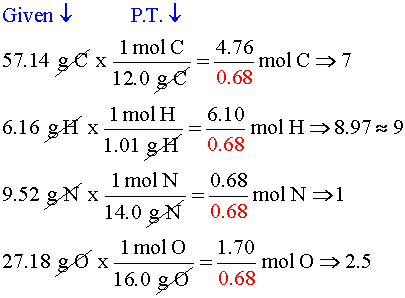 Given ↓ P.T. ↓
57.14 g C x 1 mol C / 12.0 g C = 4.76 / 0.68 mol C ⇒ 7
6.16 g H x 1 mol H / 1.01 g H = 6.10 / 0.68 mol H ⇒ 8.97 ≈ 9
9.52 g N x 1 mol N / 14.0 g N = 0.68 / 0.68 mol N ⇒ 1
27.18 g O x 1 mol O / 16.0 g O = 1.70 / 0.68 mol O ⇒ 2.5